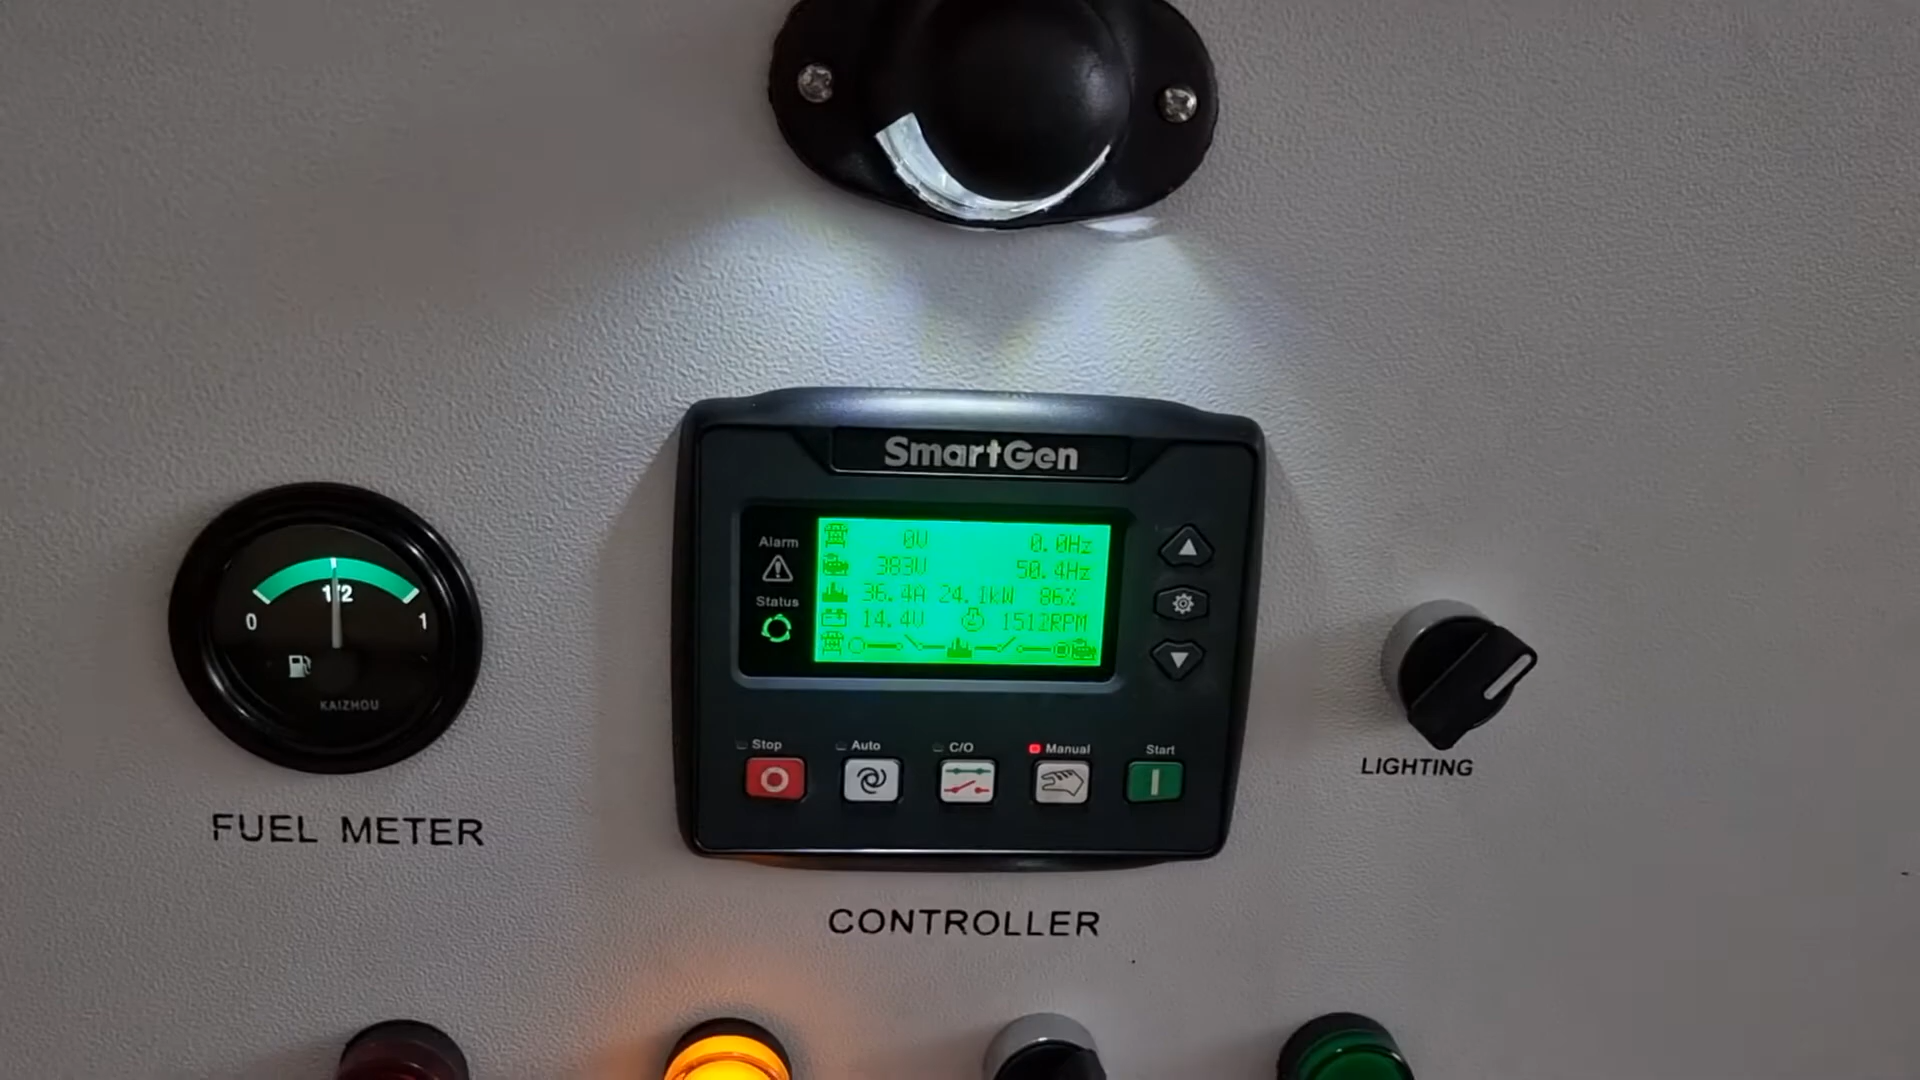 SmartGen
Alarm
Status
0V 0.0Hz
383V 50.4Hz
36.4A 24.1kW 86%
14.4V 1512RPM
0 1/2 1
KAIZHOU
FUEL METER
Stop Auto C/O Manual Start
LIGHTING
CONTROLLER